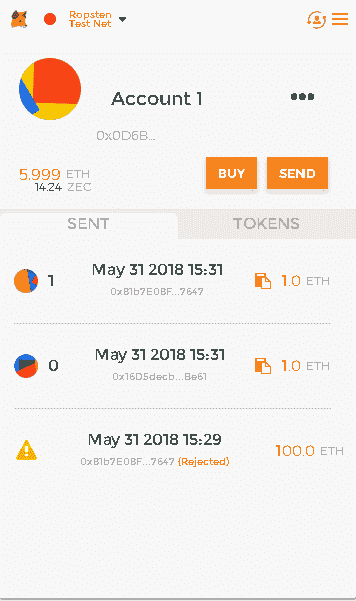 Ropsten
Test Net
Account 1
0x0D6B...
5.999 ETH
14.24 ZEC
BUY
SEND
SENT
TOKENS
1
May 31 2018 15:31
0x81b7E08F...7647
1.0 ETH
0
May 31 2018 15:31
0x16D5decb...Be61
1.0 ETH
May 31 2018 15:29
0x81b7E08F...7647 (Rejected)
100.0 ETH